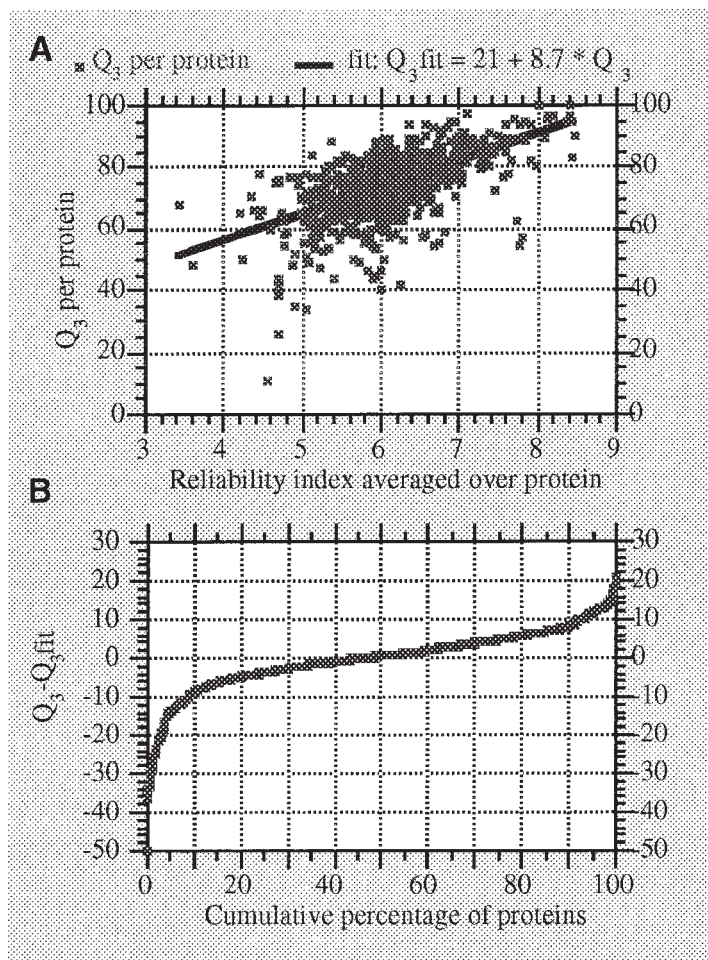 A
Q3 per protein fit: Q3fit = 21 + 8.7 * Q3
100 100
80 80
60 60
40 40
20 20
0 0
Q3 per protein
3 4 5 6 7 8 9
Reliability index averaged over protein
B
30 30
20 20
10 10
0 0
-10 -10
-20 -20
-30 -30
-40 -40
-50 -50
Q3-Q3fit
0 20 40 60 80 100
Cumulative percentage of proteins